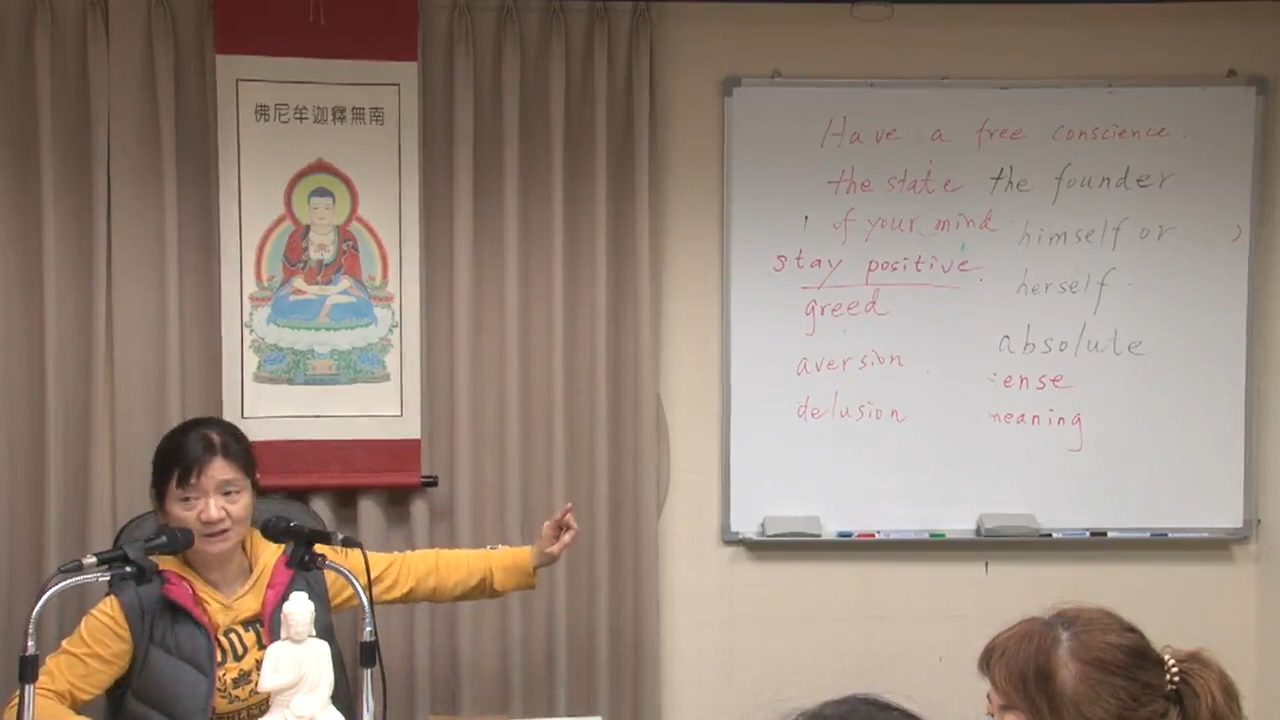 佛尼牟迦釋無南
Have a free conscience.
the state the founder
of your mind himself or
stay positive. herself.
greed
absolute
aversion ense
delusion meaning